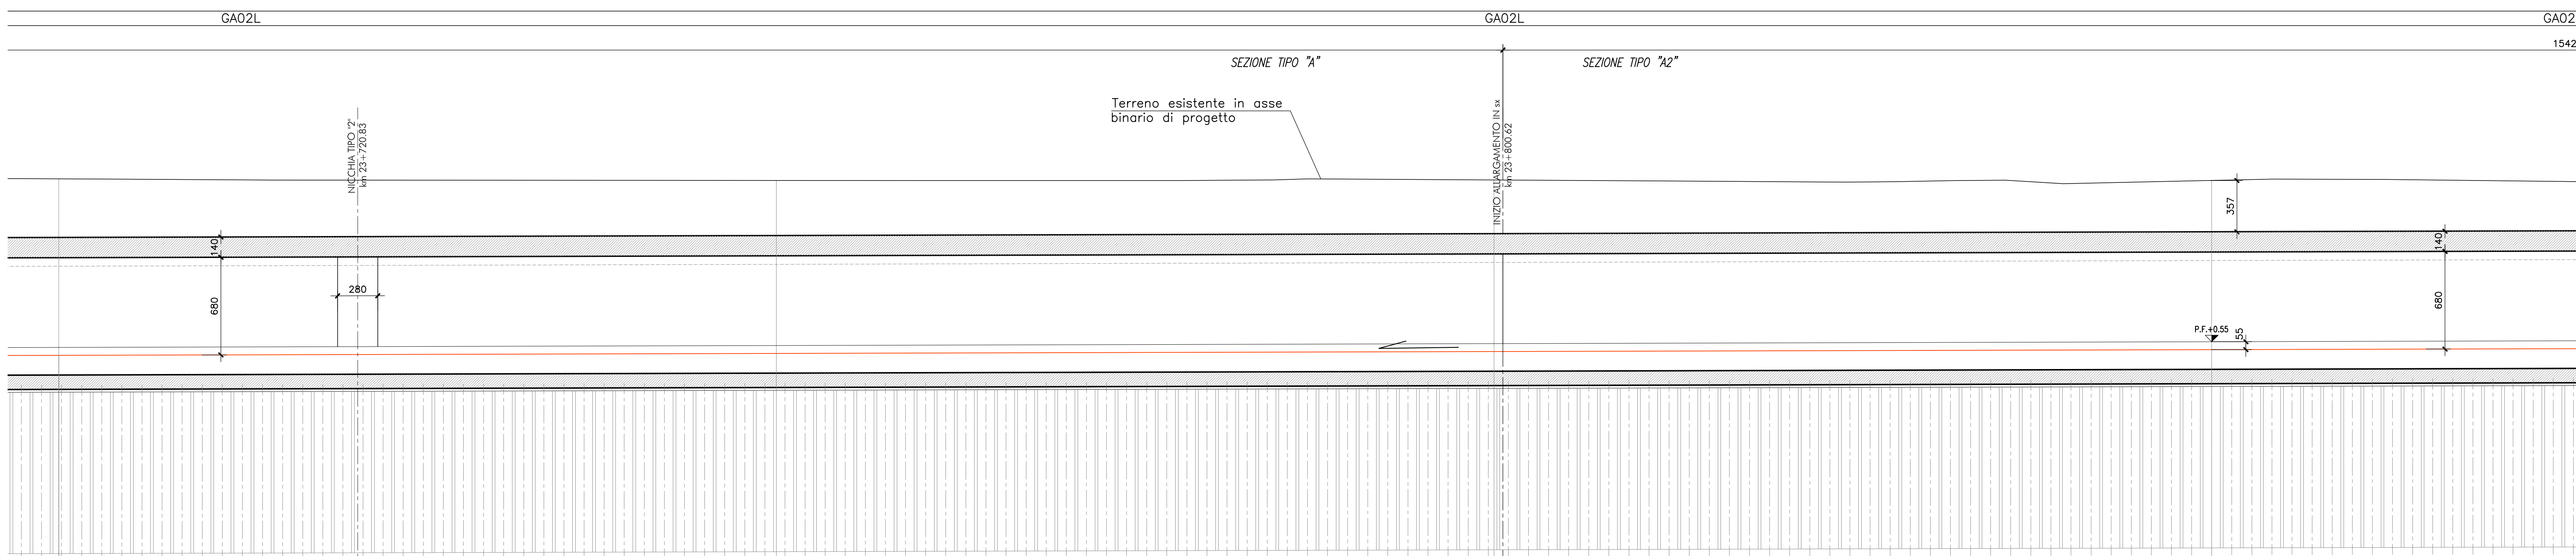 GA02L
GA02L
GA02
1542
SEZIONE TIPO "A"
SEZIONE TIPO "A2"
Terreno esistente in asse
binario di progetto
NICCHIA TIPO "2"
km 23+720.83
INIZIO ALLARGAMENTO IN sx
km 23+800.62
357
140
140
280
680
680
P.F.+0.55
55